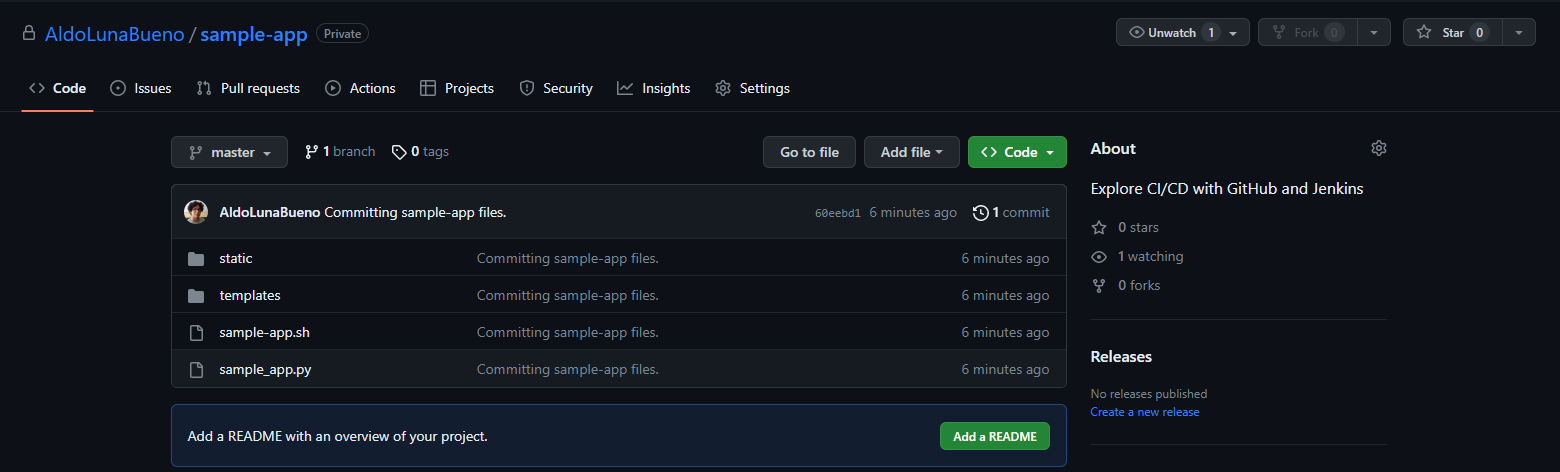 AldoLunaBueno / sample-app Private Unwatch 1 Fork 0 Star 0
Code Issues Pull requests Actions Projects Security Insights Settings
master 1 branch 0 tags Go to file Add file Code
AldoLunaBueno Committing sample-app files. 60eebd1 6 minutes ago 1 commit
static Committing sample-app files. 6 minutes ago
templates Committing sample-app files. 6 minutes ago
sample-app.sh Committing sample-app files. 6 minutes ago
sample_app.py Committing sample-app files. 6 minutes ago
Add a README with an overview of your project. Add a README
About
Explore CI/CD with GitHub and Jenkins
0 stars
1 watching
0 forks
Releases
No releases published
Create a new release